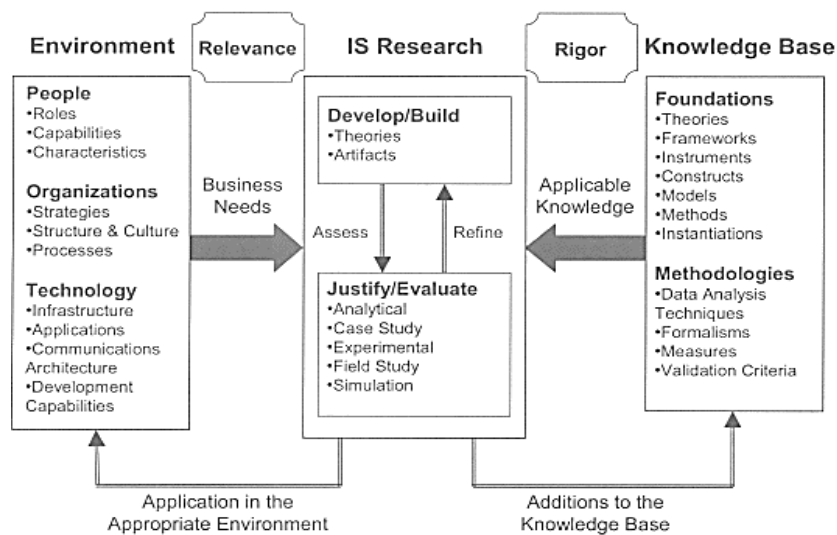 Environment
Relevance
IS Research
Rigor
Knowledge Base
People
•Roles
•Capabilities
•Characteristics
Organizations
•Strategies
•Structure & Culture
•Processes
Technology
•Infrastructure
•Applications
•Communications
Architecture
•Development
Capabilities
Business
Needs
Develop/Build
•Theories
•Artifacts
Assess
Refine
Justify/Evaluate
•Analytical
•Case Study
•Experimental
•Field Study
•Simulation
Applicable
Knowledge
Foundations
•Theories
•Frameworks
•Instruments
•Constructs
•Models
•Methods
•Instantiations
Methodologies
•Data Analysis
Techniques
•Formalisms
•Measures
•Validation Criteria
Application in the
Appropriate Environment
Additions to the
Knowledge Base